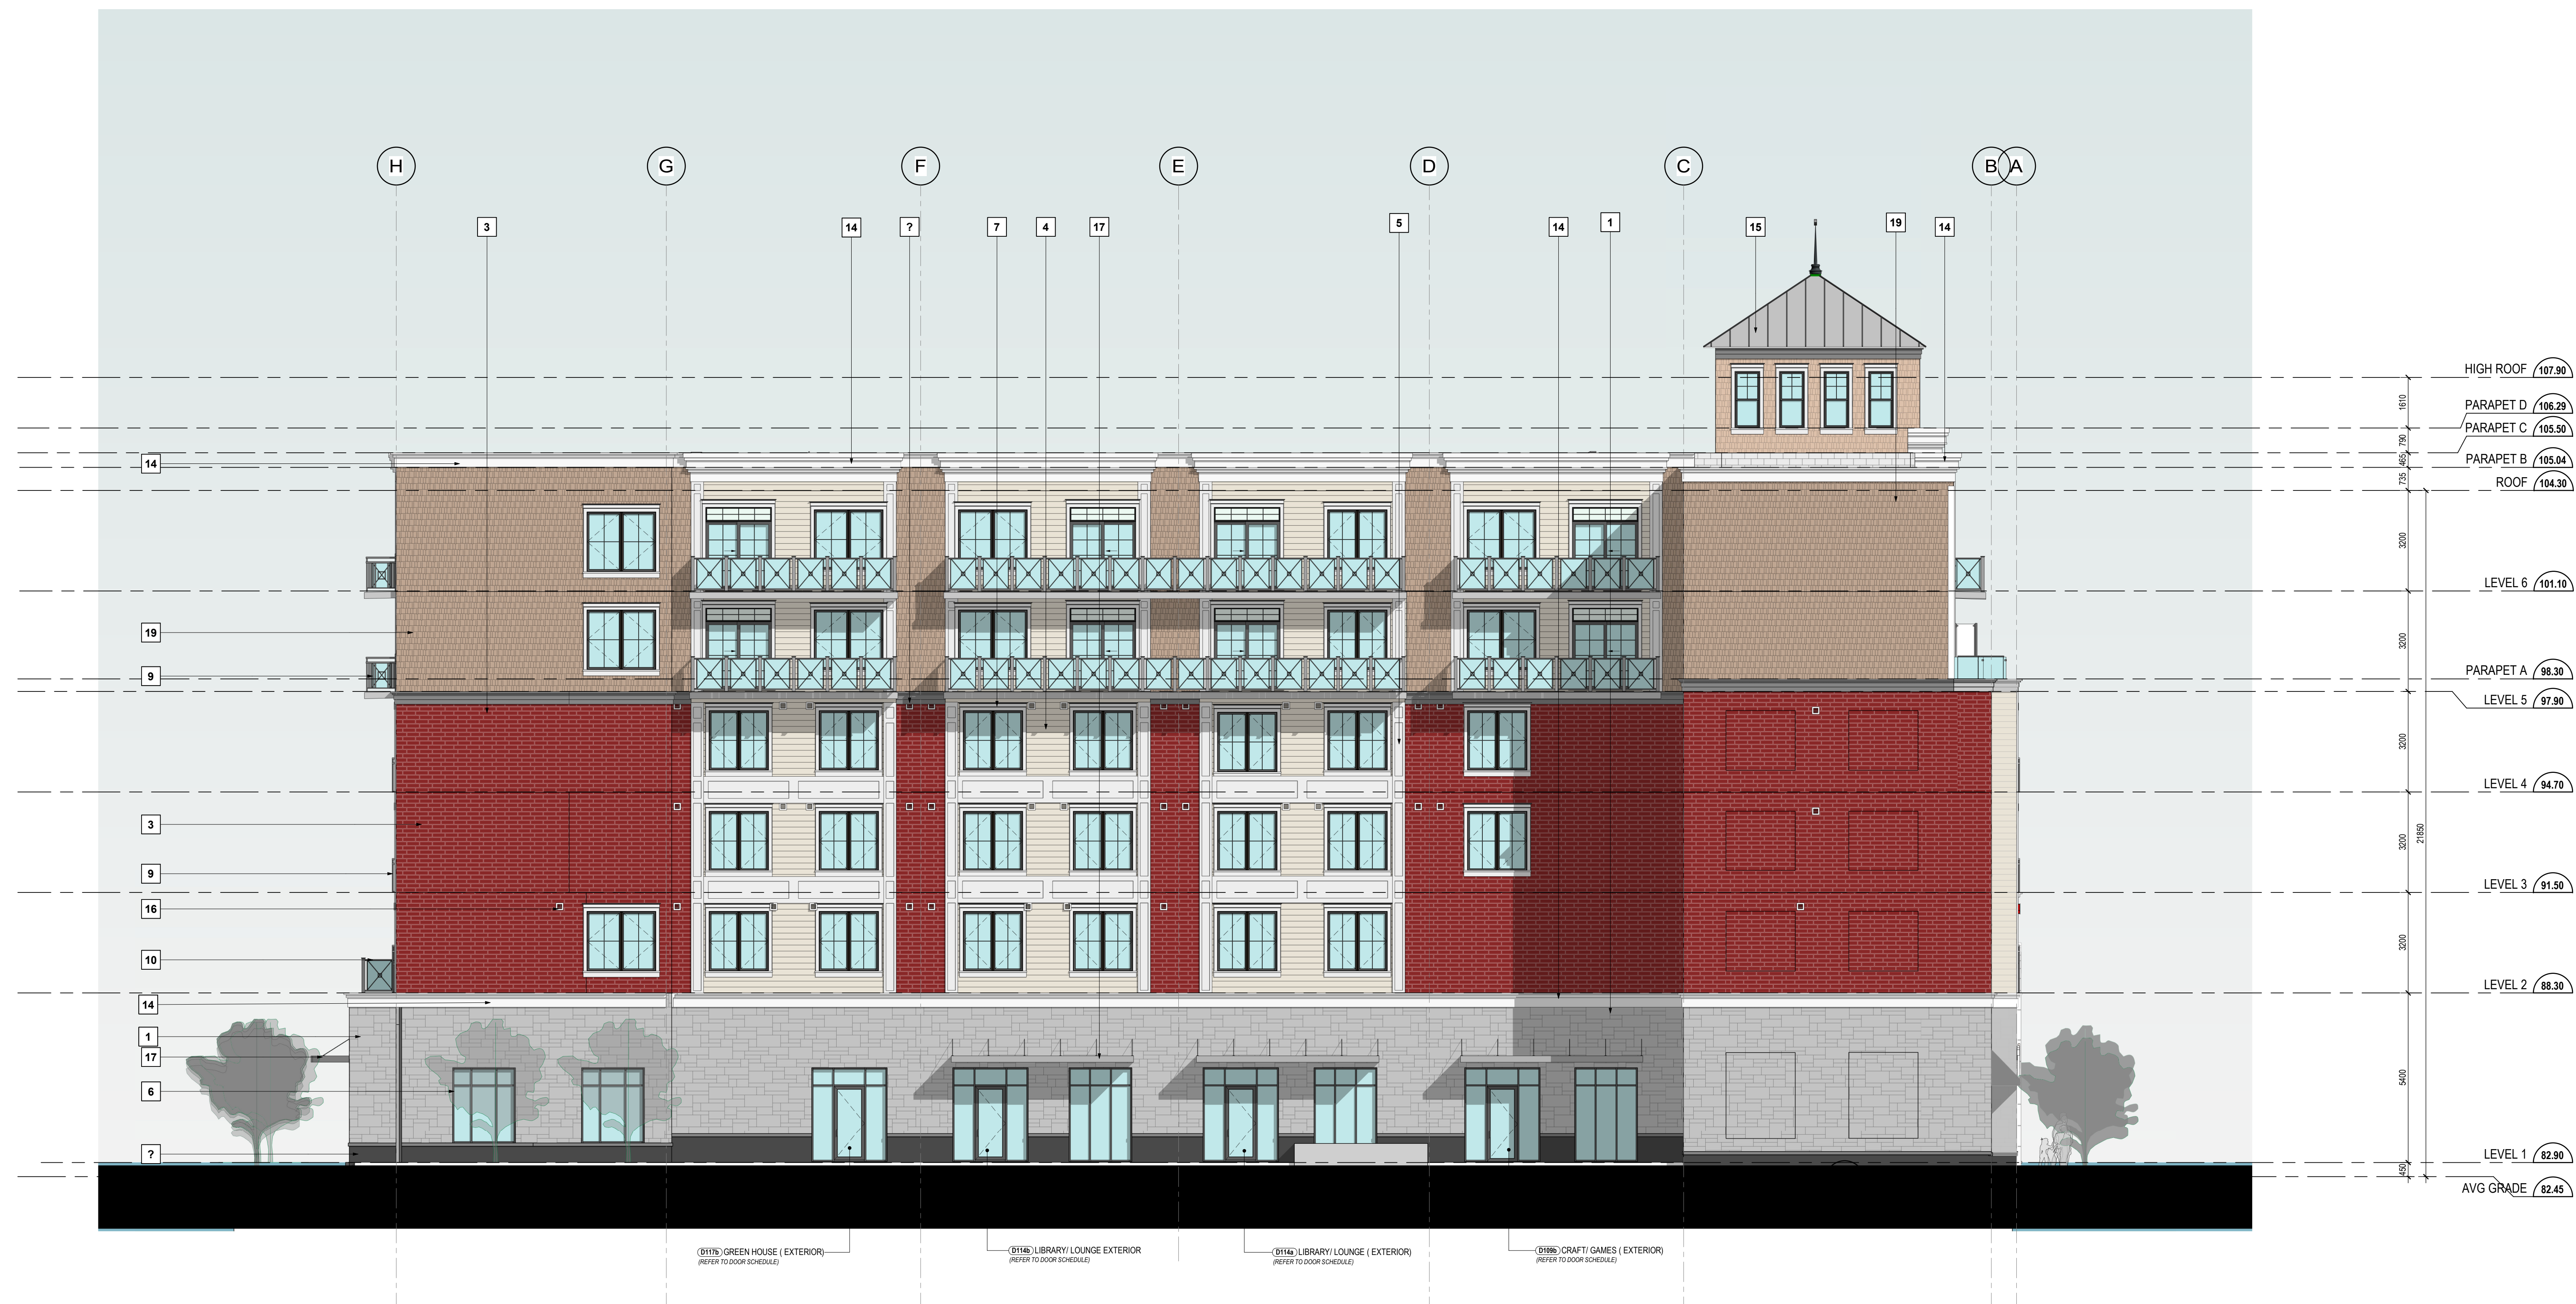 H
G
F
E
D
C
B
A
3
14
?
7
4
17
5
14
1
15
19
14
HIGH ROOF 107.90
1610
PARAPET D 106.29
790
PARAPET C 105.50
465
PARAPET B 105.04
735
ROOF 104.30
14
3200
LEVEL 6 101.10
19
3200
9
PARAPET A 98.30
LEVEL 5 97.90
3200
LEVEL 4 94.70
3
3200
21850
9
LEVEL 3 91.50
16
3200
10
LEVEL 2 88.30
14
1
17
5400
6
?
LEVEL 1 82.90
450
AVG GRADE 82.45
D117b GREEN HOUSE ( EXTERIOR)
(REFER TO DOOR SCHEDULE)
D114b LIBRARY/ LOUNGE EXTERIOR
(REFER TO DOOR SCHEDULE)
D114a LIBRARY/ LOUNGE ( EXTERIOR)
(REFER TO DOOR SCHEDULE)
D109b CRAFT/ GAMES ( EXTERIOR)
(REFER TO DOOR SCHEDULE)